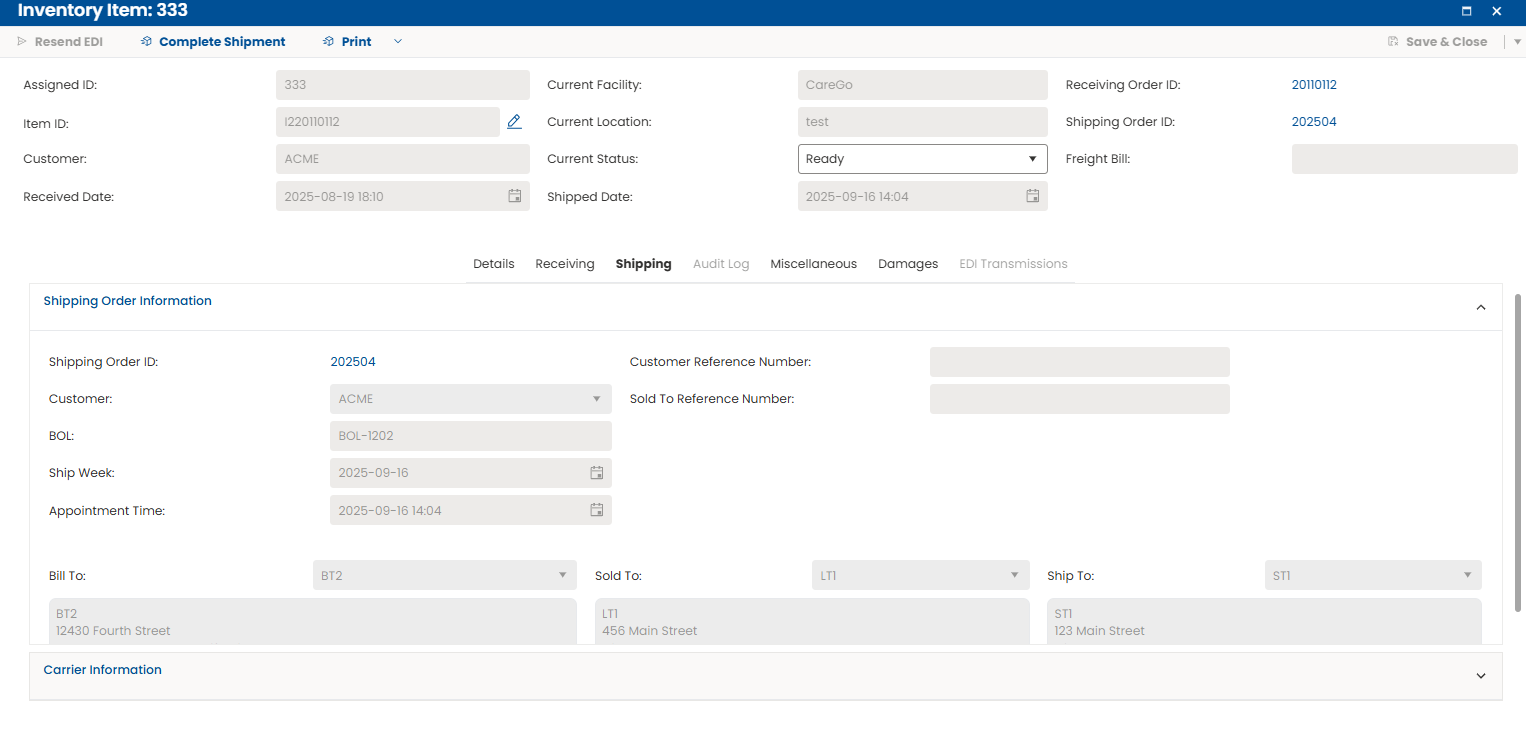 Inventory Item: 333
Resend EDI Complete Shipment Print Save & Close
Assigned ID: 333 Current Facility: CareGo Receiving Order ID: 20110112
Item ID: I220110112 Current Location: test Shipping Order ID: 202504
Customer: ACME Current Status: Ready Freight Bill:
Received Date: 2025-08-19 18:10 Shipped Date: 2025-09-16 14:04
Details Receiving Shipping Audit Log Miscellaneous Damages EDI Transmissions
Shipping Order Information
Shipping Order ID: 202504 Customer Reference Number:
Customer: ACME Sold To Reference Number:
BOL: BOL-1202
Ship Week: 2025-09-16
Appointment Time: 2025-09-16 14:04
Bill To: BT2 Sold To: LT1 Ship To: ST1
BT2 LT1 ST1
12430 Fourth Street 456 Main Street 123 Main Street
Carrier Information